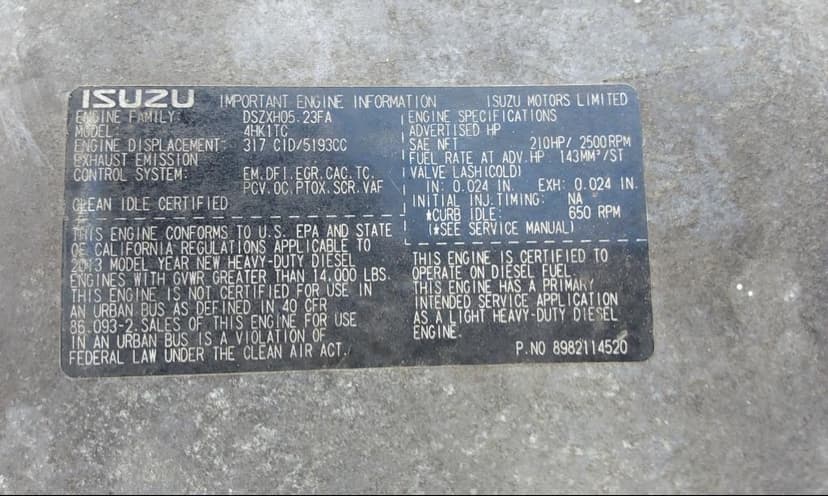 ISUZU IMPORTANT ENGINE INFORMATION ISUZU MOTORS LIMITED
ENGINE FAMILY: DSZXH05.23FA
MODEL: 4HK1TC
ENGINE DISPLACEMENT: 317 CID/5193CC
EXHAUST EMISSION
CONTROL SYSTEM: EM,DFI,EGR,CAC,TC,
PCV,OC,PTOX,SCR,VAF
CLEAN IDLE CERTIFIED
THIS ENGINE CONFORMS TO U.S. EPA AND STATE
OF CALIFORNIA REGULATIONS APPLICABLE TO
2013 MODEL YEAR NEW HEAVY-DUTY DIESEL
ENGINES WITH GVWR GREATER THAN 14,000 LBS.
THIS ENGINE IS NOT CERTIFIED FOR USE IN
AN URBAN BUS AS DEFINED IN 40 CFR
86.093-2.SALES OF THIS ENGINE FOR USE
IN AN URBAN BUS IS A VIOLATION OF
FEDERAL LAW UNDER THE CLEAN AIR ACT.
ENGINE SPECIFICATIONS
ADVERTISED HP
SAE NET 210HP/ 2500RPM
FUEL RATE AT ADV.HP 143MM³/ST
VALVE LASH(COLD)
IN: 0.024 IN. EXH: 0.024 IN.
INITIAL INJ.TIMING: NA
*CURB IDLE: 650 RPM
(*SEE SERVICE MANUAL)
THIS ENGINE IS CERTIFIED TO
OPERATE ON DIESEL FUEL.
THIS ENGINE HAS A PRIMARY
INTENDED SERVICE APPLICATION
AS A LIGHT HEAVY-DUTY DIESEL
ENGINE.
P.NO 8982114520